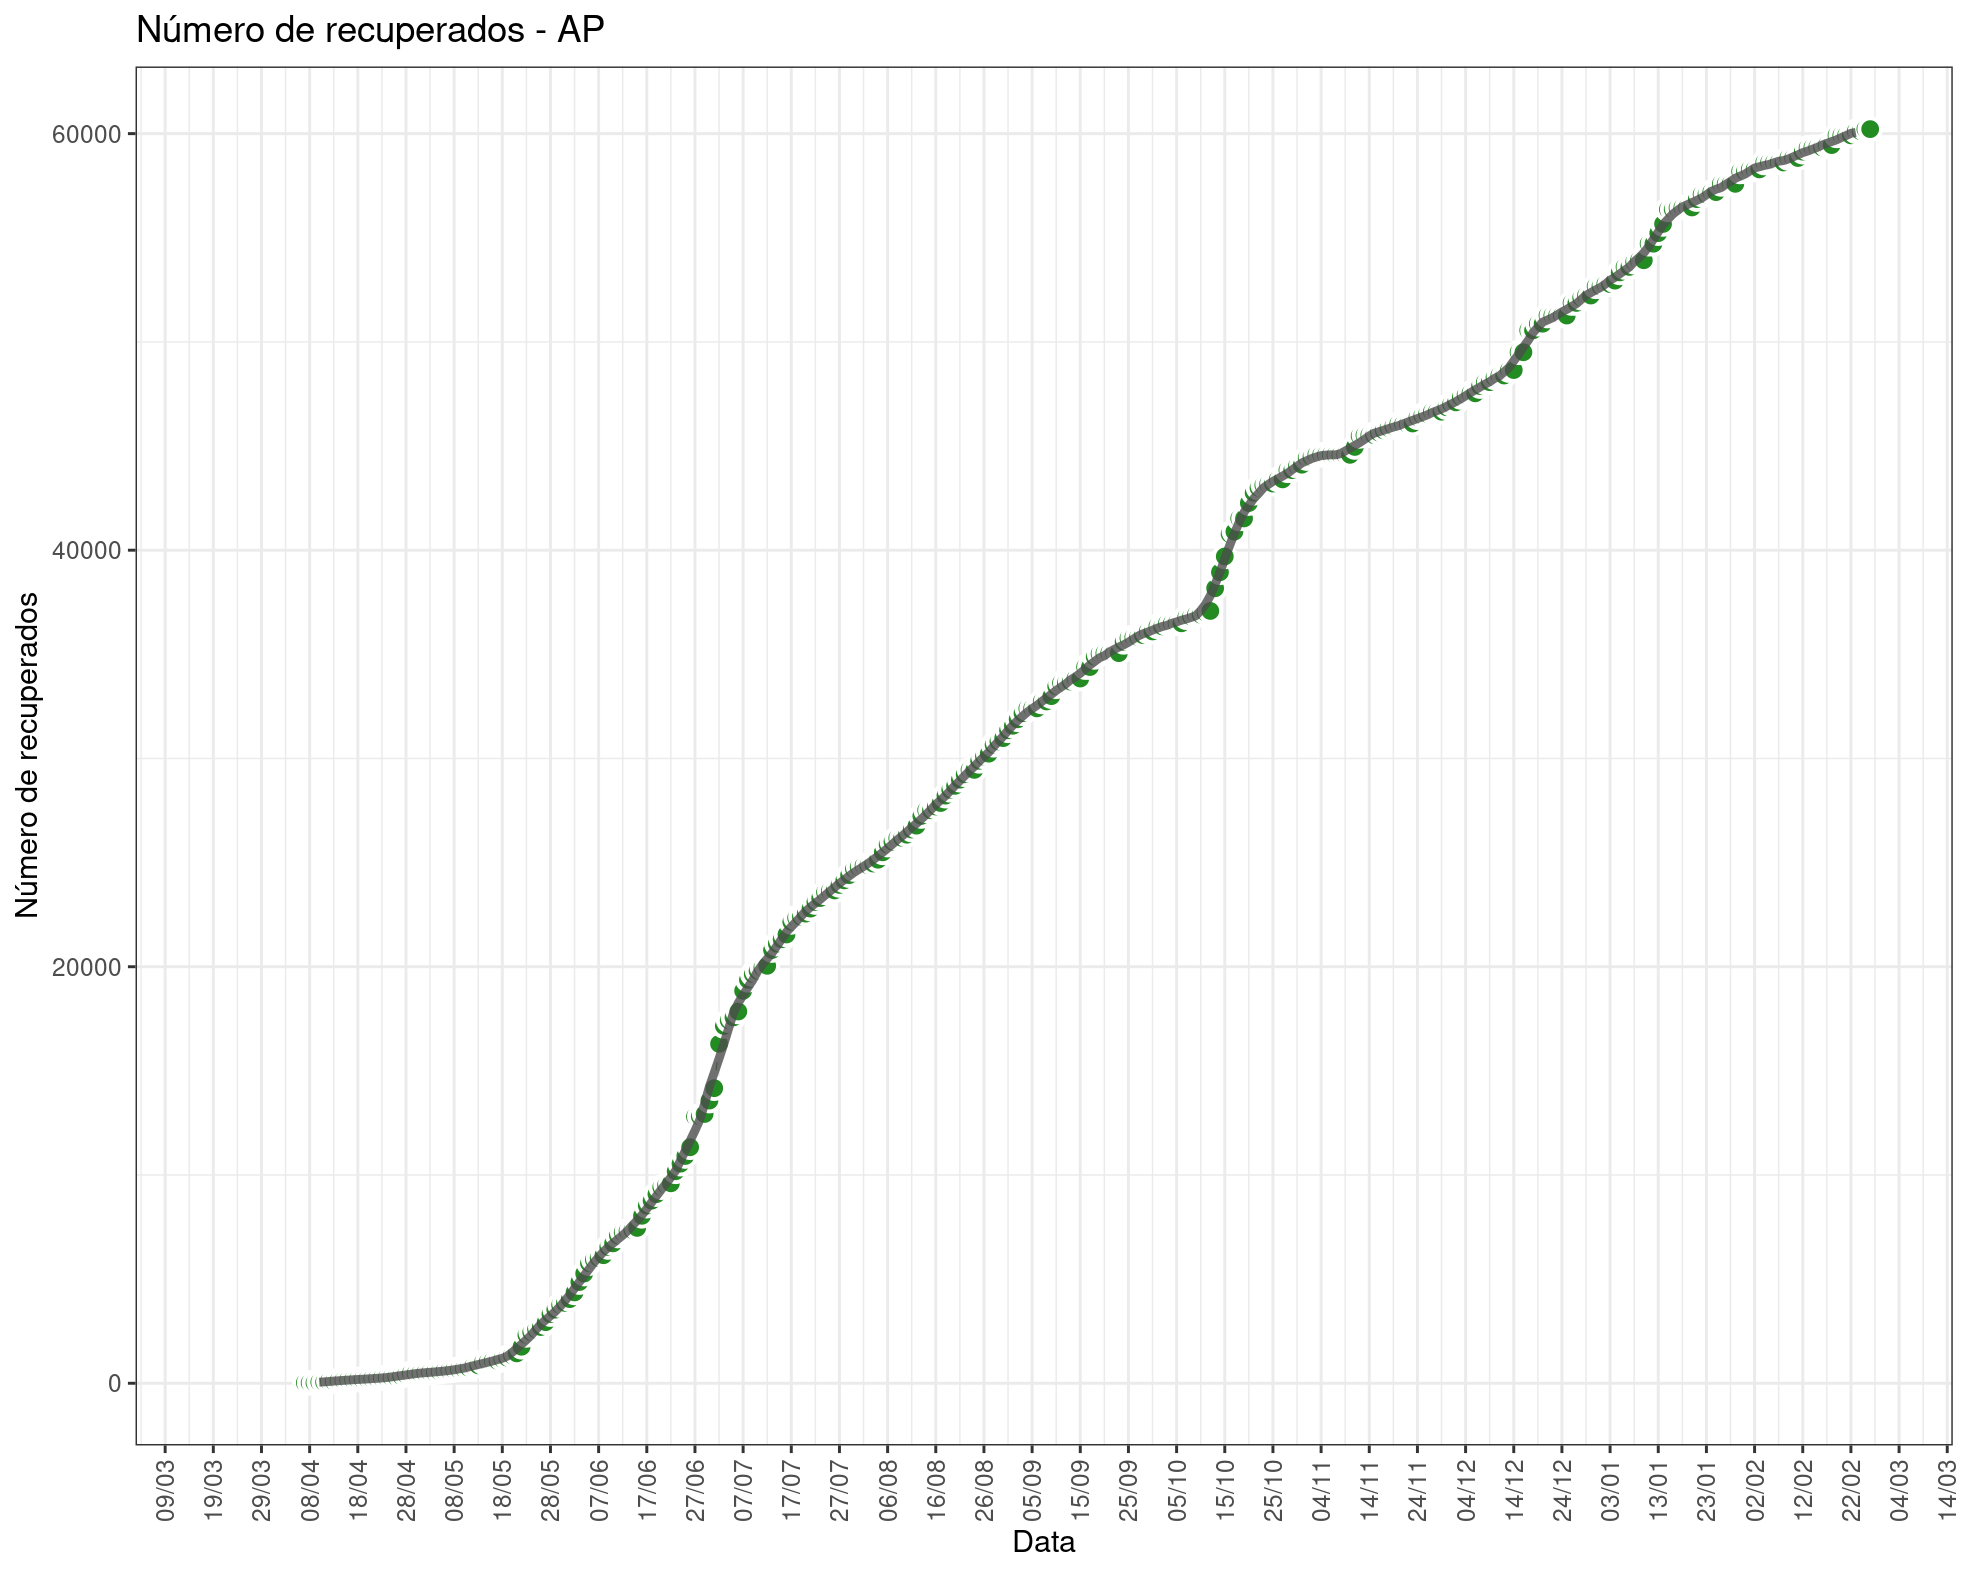 Número de recuperados - AP
Número de recuperados
60000
40000
20000
0
09/03 19/03 29/03 08/04 18/04 28/04 08/05 18/05 28/05 07/06 17/06 27/06 07/07 17/07 27/07 06/08 16/08 26/08 05/09 15/09 25/09 05/10 15/10 25/10 04/11 14/11 24/11 04/12 14/12 24/12 03/01 13/01 23/01 02/02 12/02 22/02 04/03 14/03
Data